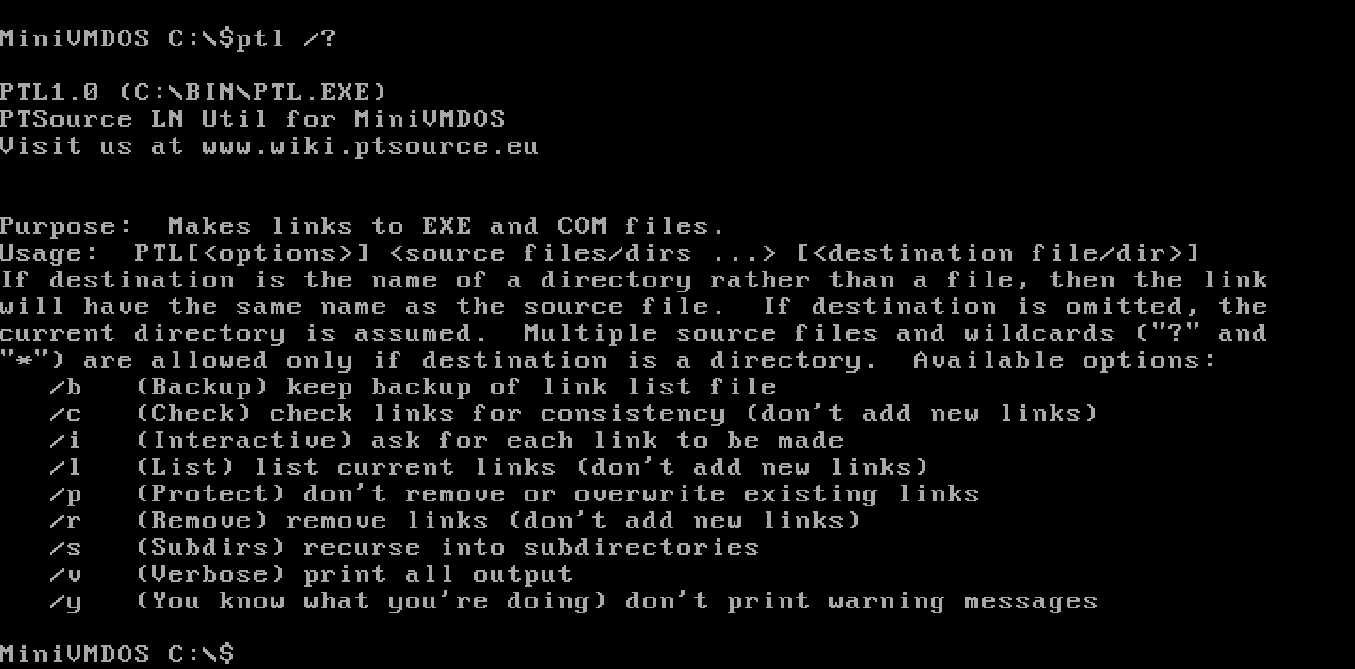 MiniVMDOS C:\$ptl /?
PTL1.0 (C:\BIN\PTL.EXE)
PTSource LN Util for MiniVMDOS
Visit us at www.wiki.ptsource.eu
Purpose:  Makes links to EXE and COM files.
Usage:  PTL[<options>] <source files/dirs ...> [<destination file/dir>]
If destination is the name of a directory rather than a file, then the link
will have the same name as the source file.  If destination is omitted, the
current directory is assumed.  Multiple source files and wildcards ("?" and
"*") are allowed only if destination is a directory.  Available options:
   /b   (Backup) keep backup of link list file
   /c   (Check) check links for consistency (don't add new links)
   /i   (Interactive) ask for each link to be made
   /l   (List) list current links (don't add new links)
   /p   (Protect) don't remove or overwrite existing links
   /r   (Remove) remove links (don't add new links)
   /s   (Subdirs) recurse into subdirectories
   /v   (Verbose) print all output
   /y   (You know what you're doing) don't print warning messages
MiniVMDOS C:\$